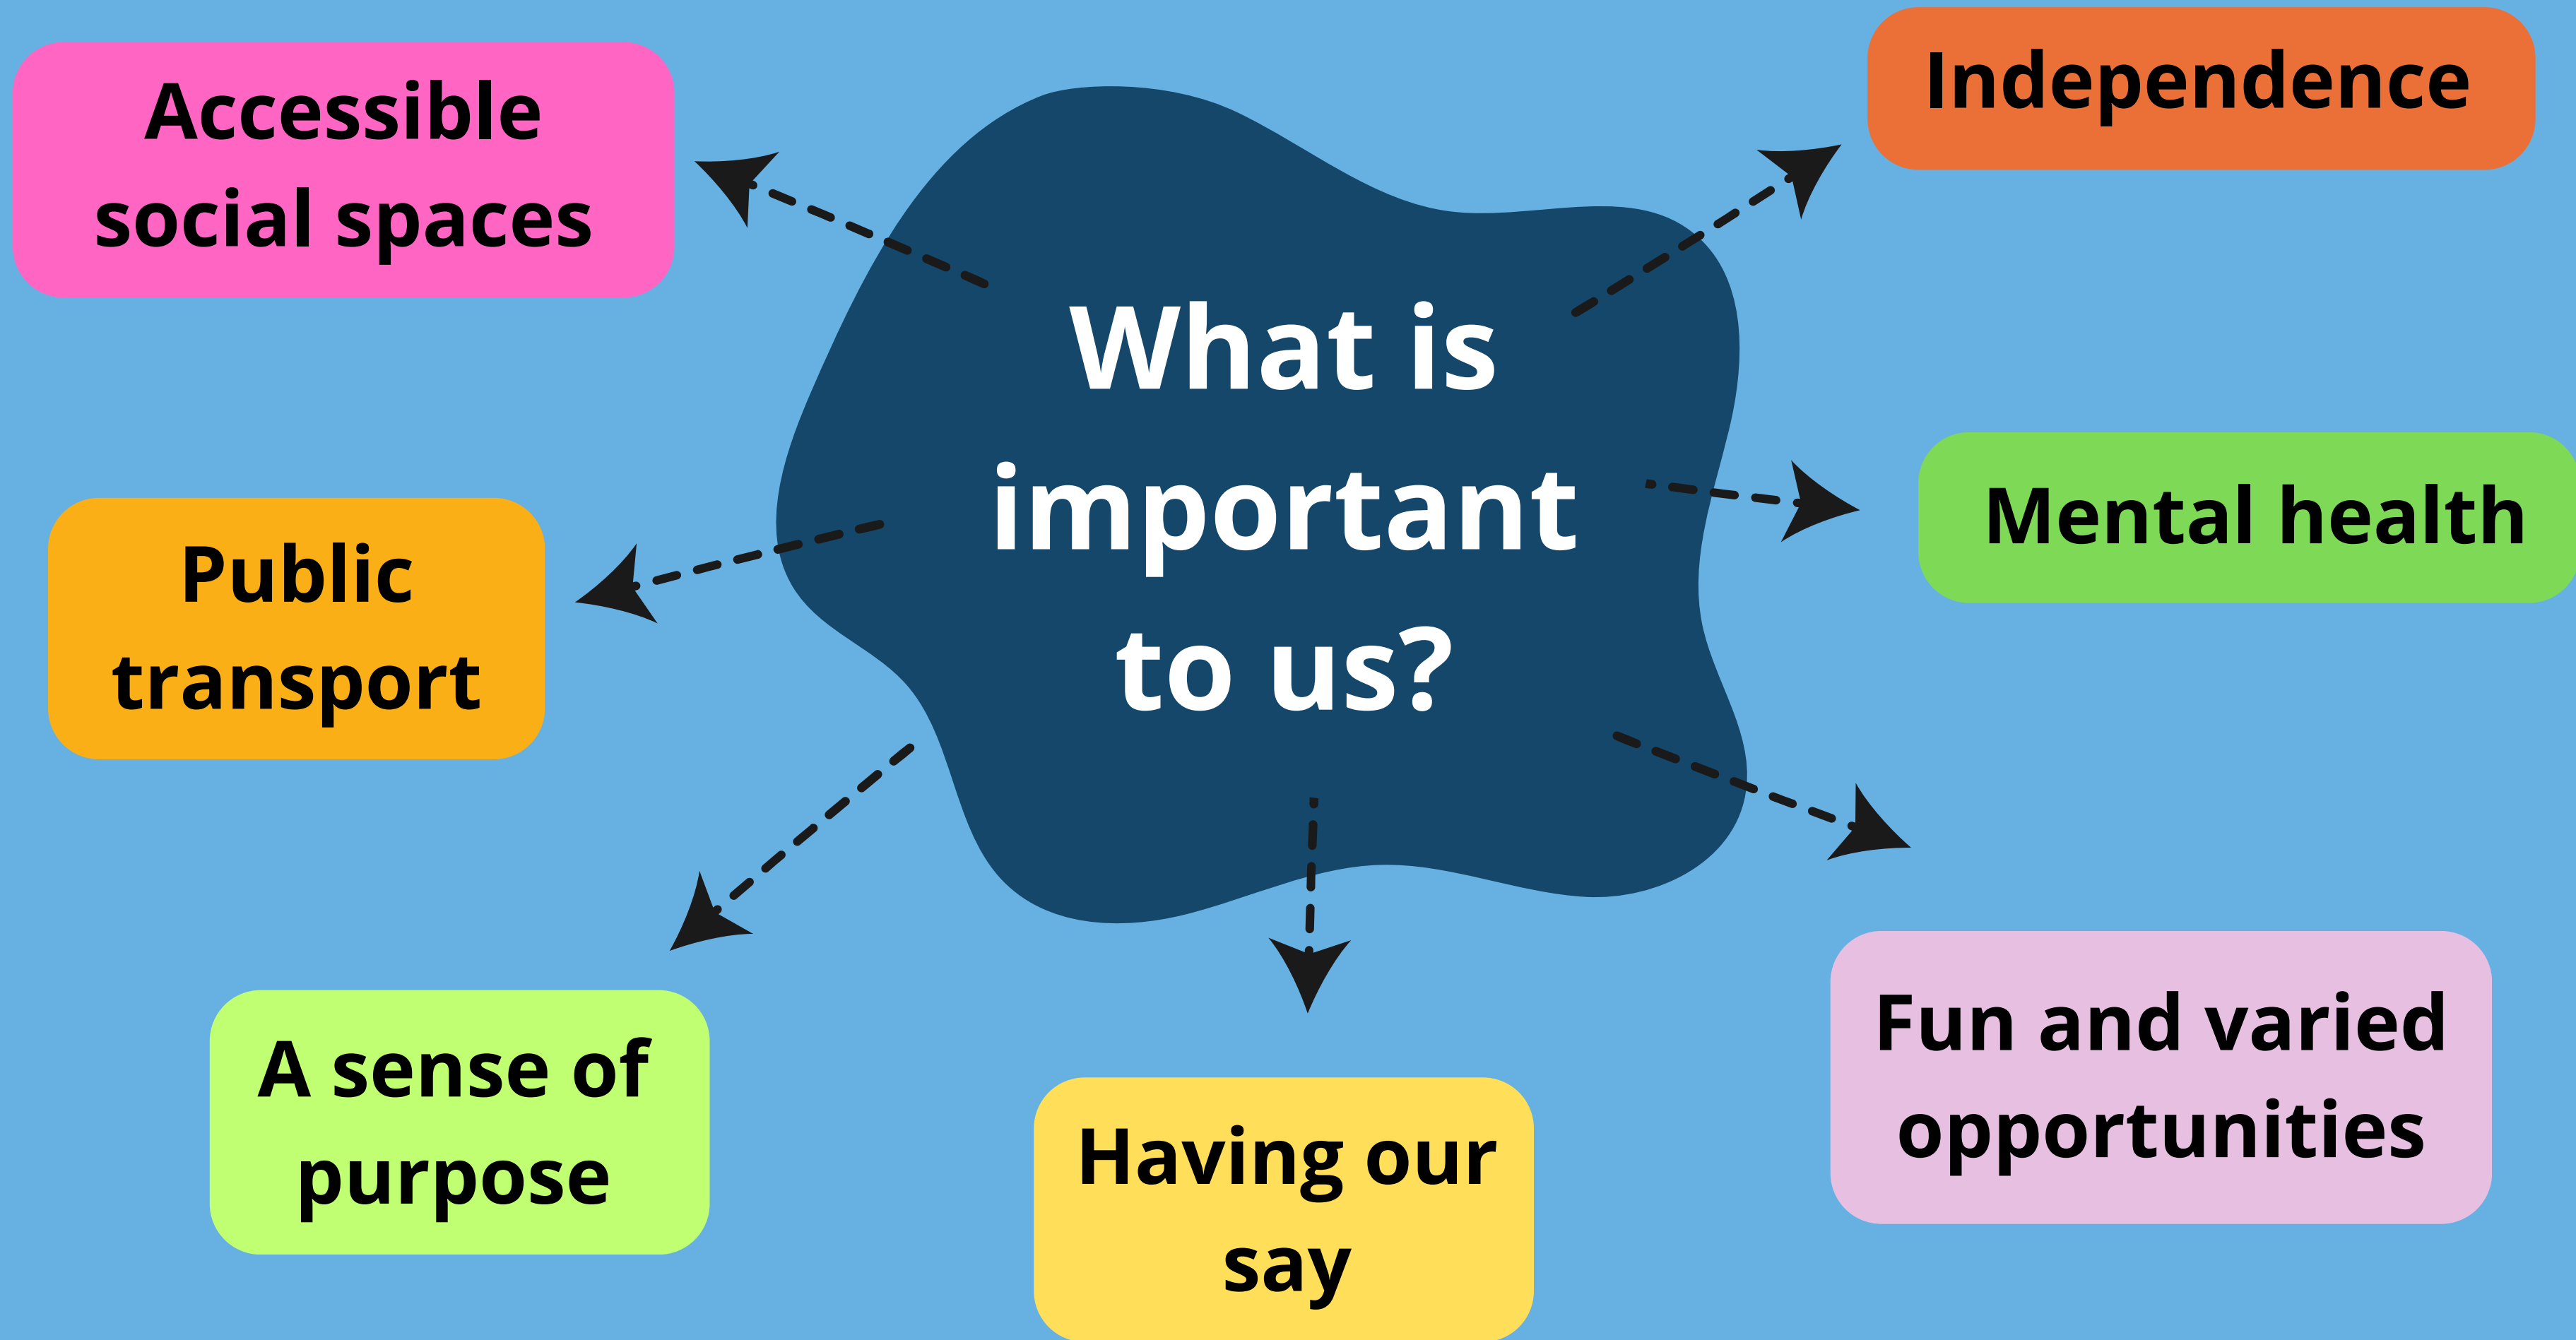 Accessible
social spaces
Independence
What is
important
to us?
Public
transport
Mental health
A sense of
purpose
Having our
say
Fun and varied
opportunities